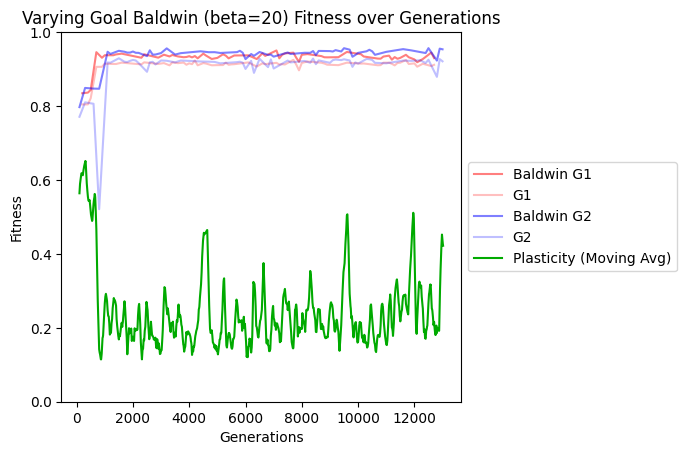 Varying Goal Baldwin (beta=20) Fitness over Generations
1.0
0.8
0.6
0.4
0.2
0.0
Fitness
0 2000 4000 6000 8000 10000 12000
Generations
Baldwin G1
G1
Baldwin G2
G2
Plasticity (Moving Avg)